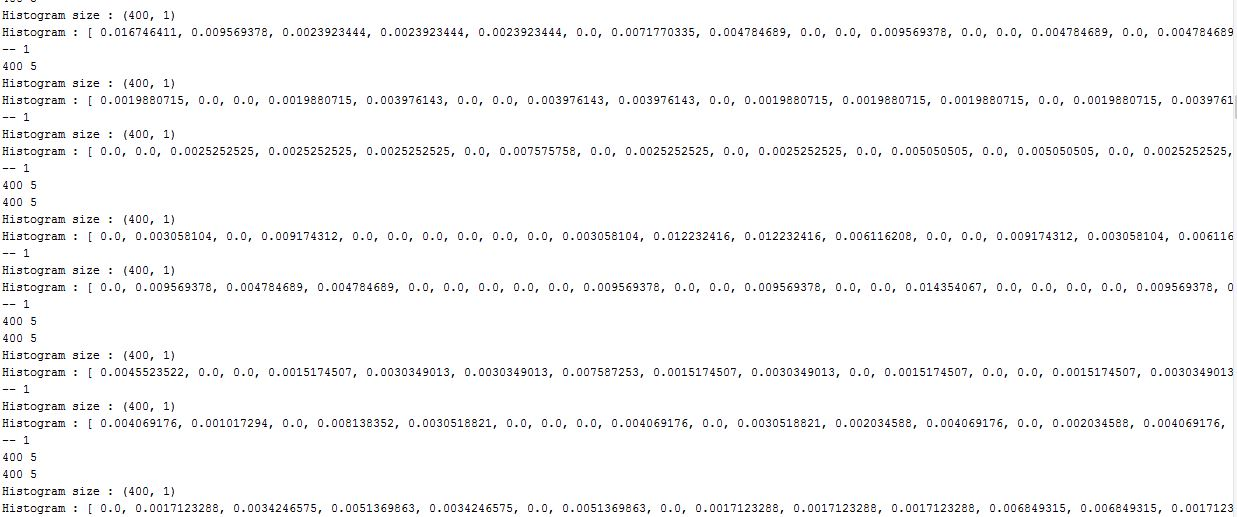 Histogram size : (400, 1)
Histogram : [ 0.016746411, 0.009569378, 0.0023923444, 0.0023923444, 0.0023923444, 0.0, 0.0071770335, 0.004784689, 0.0, 0.0, 0.009569378, 0.0, 0.0, 0.004784689, 0.0, 0.004784689
-- 1
400 5
Histogram size : (400, 1)
Histogram : [ 0.0019880715, 0.0, 0.0, 0.0019880715, 0.003976143, 0.0, 0.0, 0.003976143, 0.003976143, 0.0, 0.0019880715, 0.0019880715, 0.0019880715, 0.0, 0.0019880715, 0.0039761
-- 1
Histogram size : (400, 1)
Histogram : [ 0.0, 0.0, 0.0025252525, 0.0025252525, 0.0025252525, 0.0, 0.007575758, 0.0, 0.0025252525, 0.0, 0.0025252525, 0.0, 0.005050505, 0.0, 0.005050505, 0.0, 0.0025252525,
-- 1
400 5
400 5
Histogram size : (400, 1)
Histogram : [ 0.0, 0.003058104, 0.0, 0.009174312, 0.0, 0.0, 0.0, 0.0, 0.0, 0.0, 0.003058104, 0.012232416, 0.012232416, 0.006116208, 0.0, 0.0, 0.009174312, 0.003058104, 0.006116
-- 1
Histogram size : (400, 1)
Histogram : [ 0.0, 0.009569378, 0.004784689, 0.004784689, 0.0, 0.0, 0.0, 0.0, 0.0, 0.009569378, 0.0, 0.0, 0.009569378, 0.0, 0.0, 0.014354067, 0.0, 0.0, 0.0, 0.0, 0.009569378, 0
-- 1
400 5
400 5
Histogram size : (400, 1)
Histogram : [ 0.0045523522, 0.0, 0.0, 0.0015174507, 0.0030349013, 0.0030349013, 0.007587253, 0.0015174507, 0.0030349013, 0.0, 0.0015174507, 0.0, 0.0, 0.0015174507, 0.0030349013
-- 1
Histogram size : (400, 1)
Histogram : [ 0.004069176, 0.001017294, 0.0, 0.008138352, 0.0030518821, 0.0, 0.0, 0.0, 0.004069176, 0.0, 0.0030518821, 0.002034588, 0.004069176, 0.0, 0.002034588, 0.004069176,
-- 1
400 5
400 5
Histogram size : (400, 1)
Histogram : [ 0.0, 0.0017123288, 0.0034246575, 0.0051369863, 0.0034246575, 0.0, 0.0051369863, 0.0, 0.0017123288, 0.0017123288, 0.0017123288, 0.0, 0.006849315, 0.006849315, 0.0017123